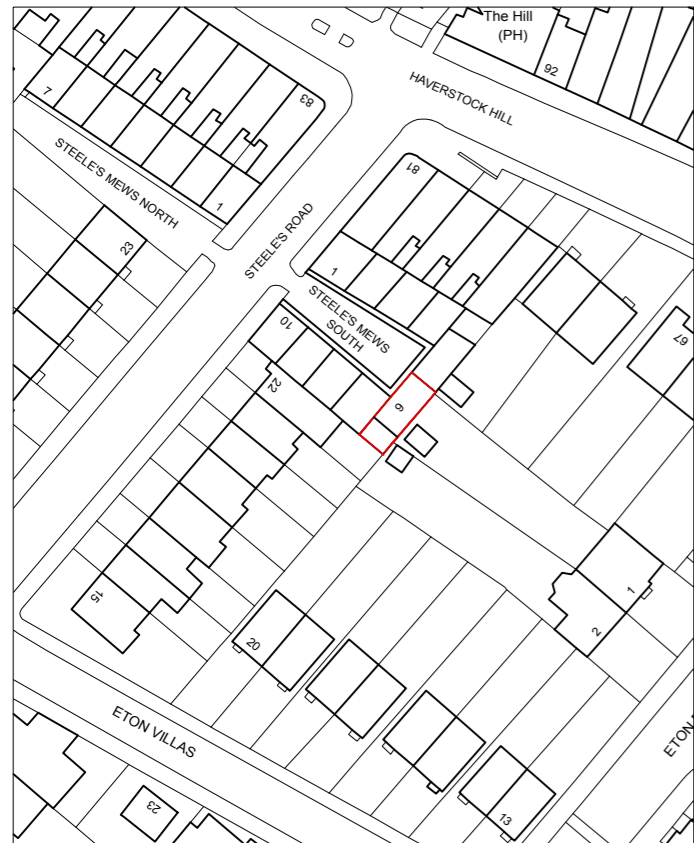 The Hill
(PH)
92
HAVERSTOCK HILL
7
83
STEELE'S MEWS NORTH
1
81
23
STEELE'S ROAD
1
STEELE'S MEWS
SOUTH
10
67
22
6
1
15
2
20
ETON VILLAS
ETON
23
13